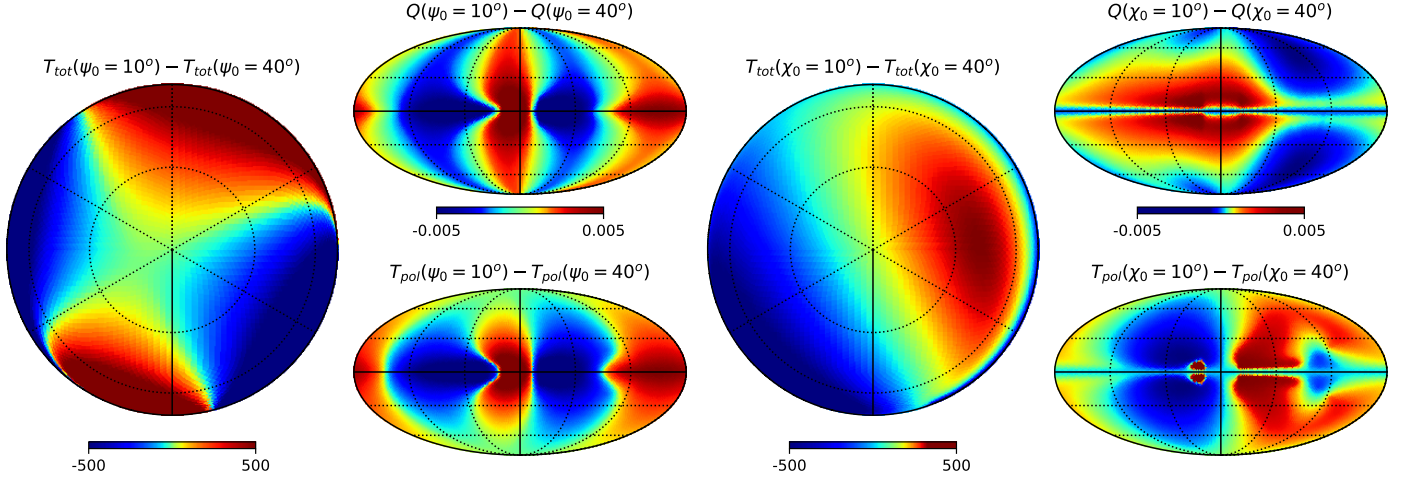 Q(ψ₀ = 10°) − Q(ψ₀ = 40°)
T_tot(ψ₀ = 10°) − T_tot(ψ₀ = 40°)
-0.005 0.005
T_pol(ψ₀ = 10°) − T_pol(ψ₀ = 40°)
-500 500
Q(χ₀ = 10°) − Q(χ₀ = 40°)
T_tot(χ₀ = 10°) − T_tot(χ₀ = 40°)
-0.005 0.005
T_pol(χ₀ = 10°) − T_pol(χ₀ = 40°)
-500 500